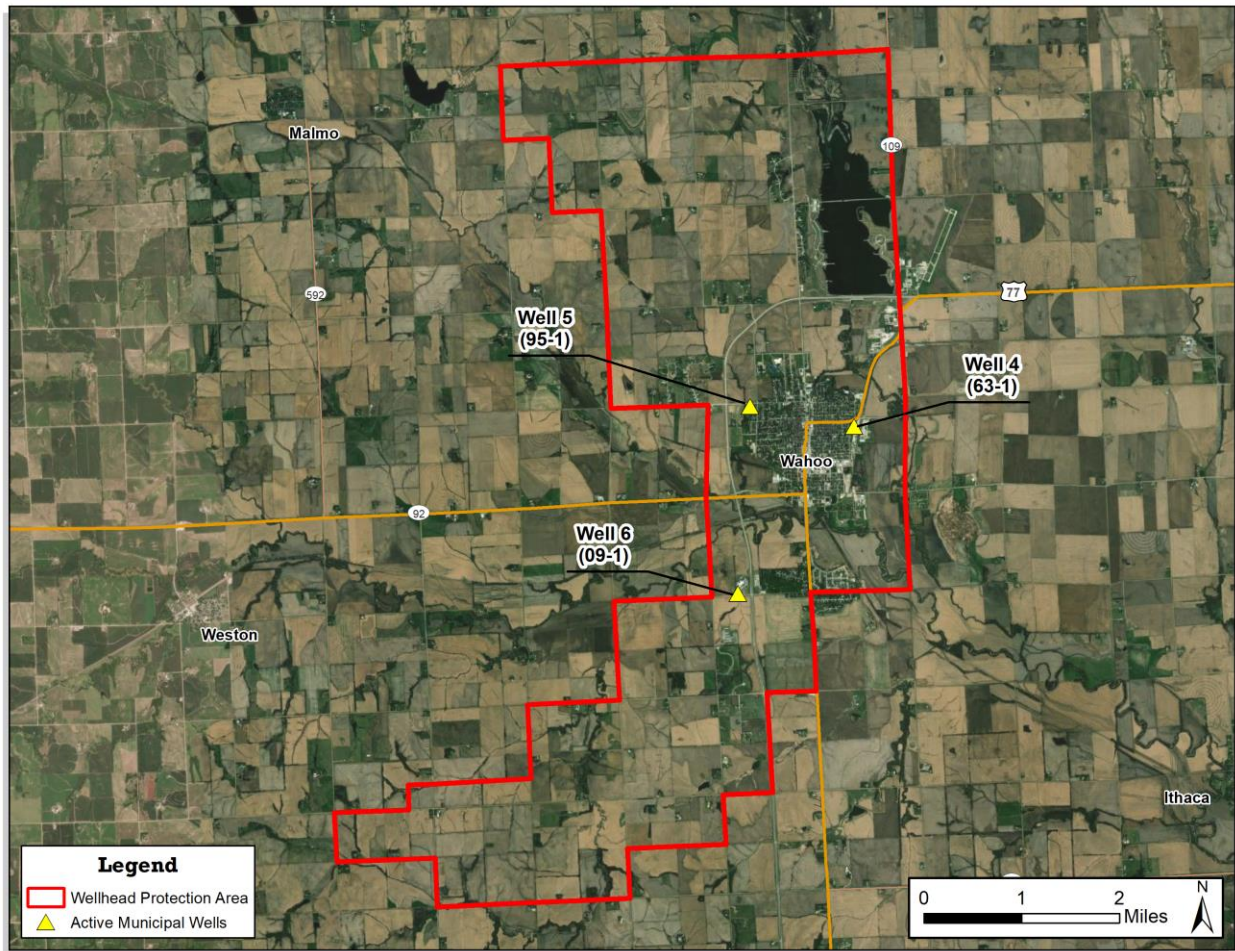 Malmo
109
592
77
Well 5
(95-1)
Well 4
(63-1)
Wahoo
92
Well 6
(09-1)
Weston
Ithaca
Legend
Wellhead Protection Area
Active Municipal Wells
0 1 2
Miles
N